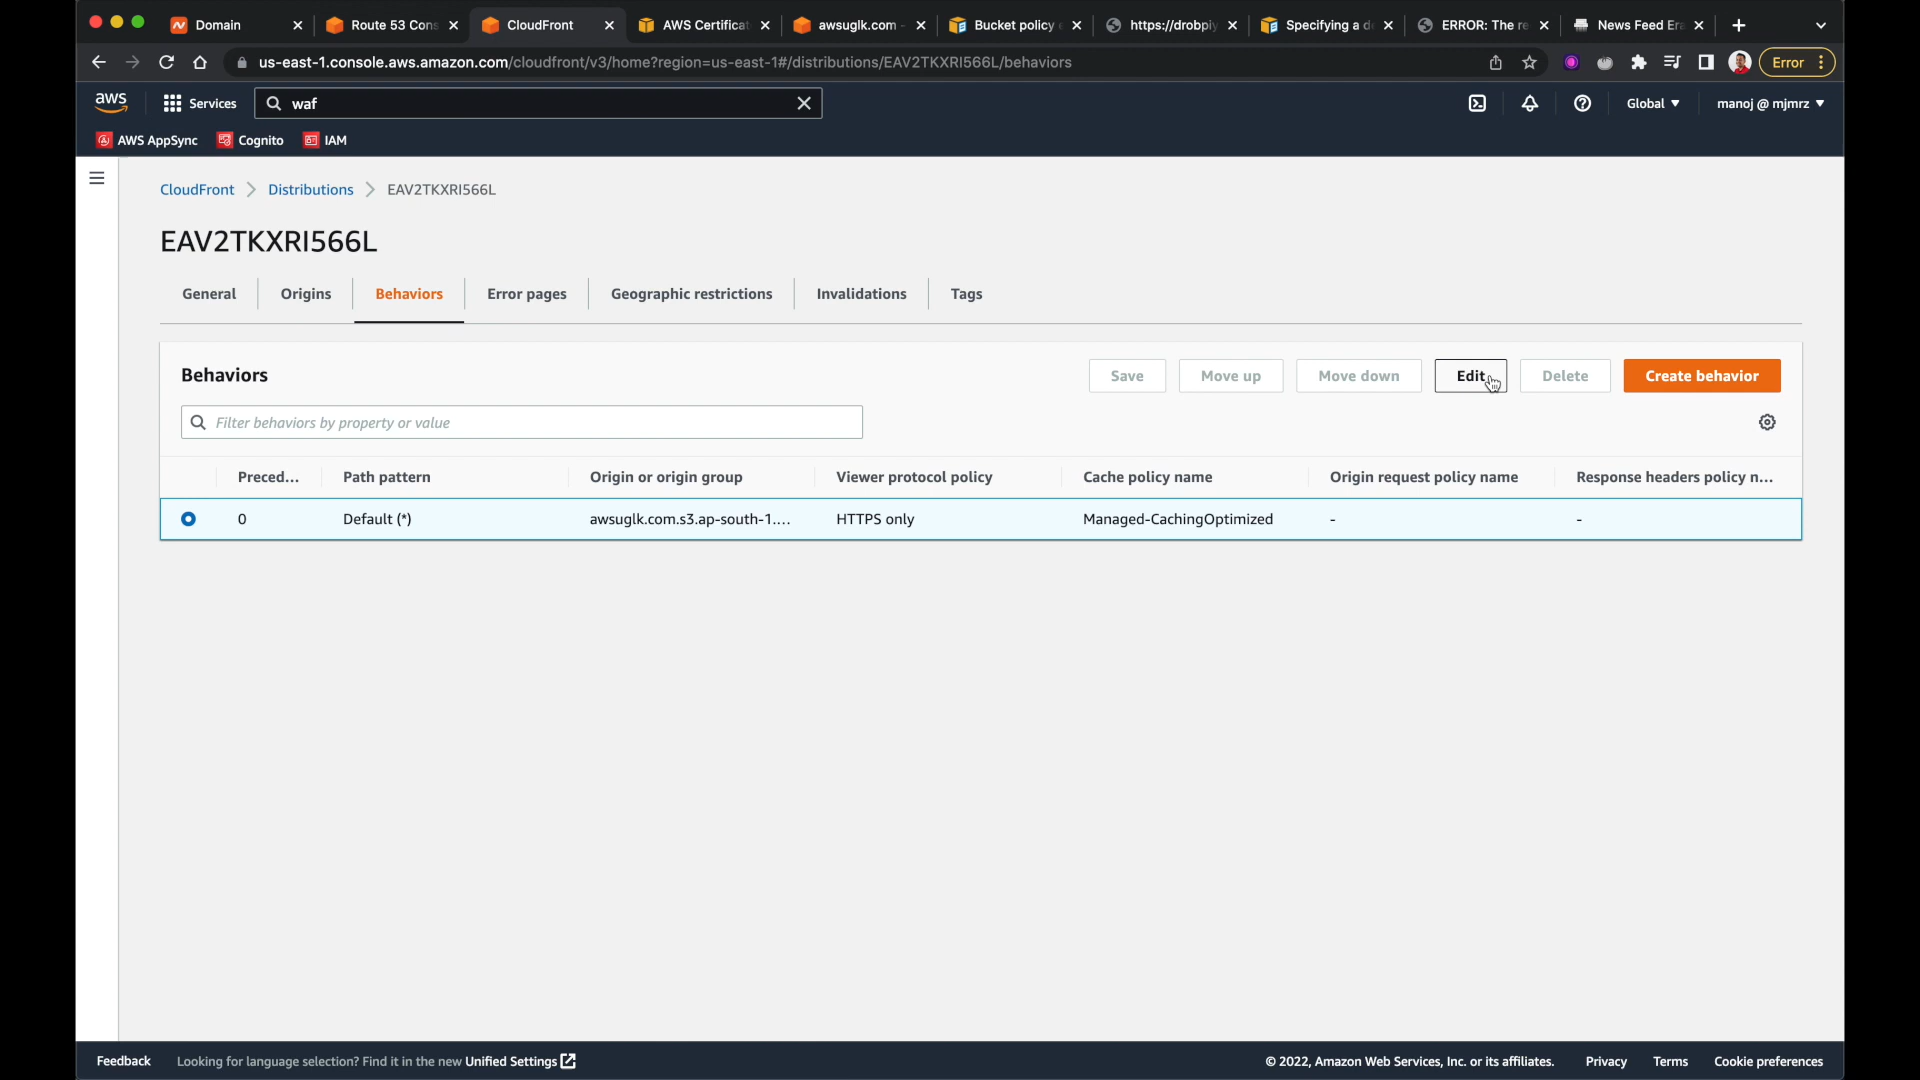 Domain
Route 53 Cons
CloudFront
AWS Certificat
awsuglk.com -
Bucket policy e
https://drobpiy
Specifying a de
ERROR: The re
News Feed Era
us-east-1.console.aws.amazon.com/cloudfront/v3/home?region=us-east-1#/distributions/EAV2TKXRI566L/behaviors
Error
aws
Services
waf
Global
manoj @ mjmrz
AWS AppSync
Cognito
IAM
CloudFront
Distributions
EAV2TKXRI566L
EAV2TKXRI566L
General
Origins
Behaviors
Error pages
Geographic restrictions
Invalidations
Tags
Behaviors
Save
Move up
Move down
Edit
Delete
Create behavior
Filter behaviors by property or value
Preced...
Path pattern
Origin or origin group
Viewer protocol policy
Cache policy name
Origin request policy name
Response headers policy n...
0
Default (*)
awsuglk.com.s3.ap-south-1....
HTTPS only
Managed-CachingOptimized
-
-
Feedback
Looking for language selection? Find it in the new Unified Settings
© 2022, Amazon Web Services, Inc. or its affiliates.
Privacy
Terms
Cookie preferences